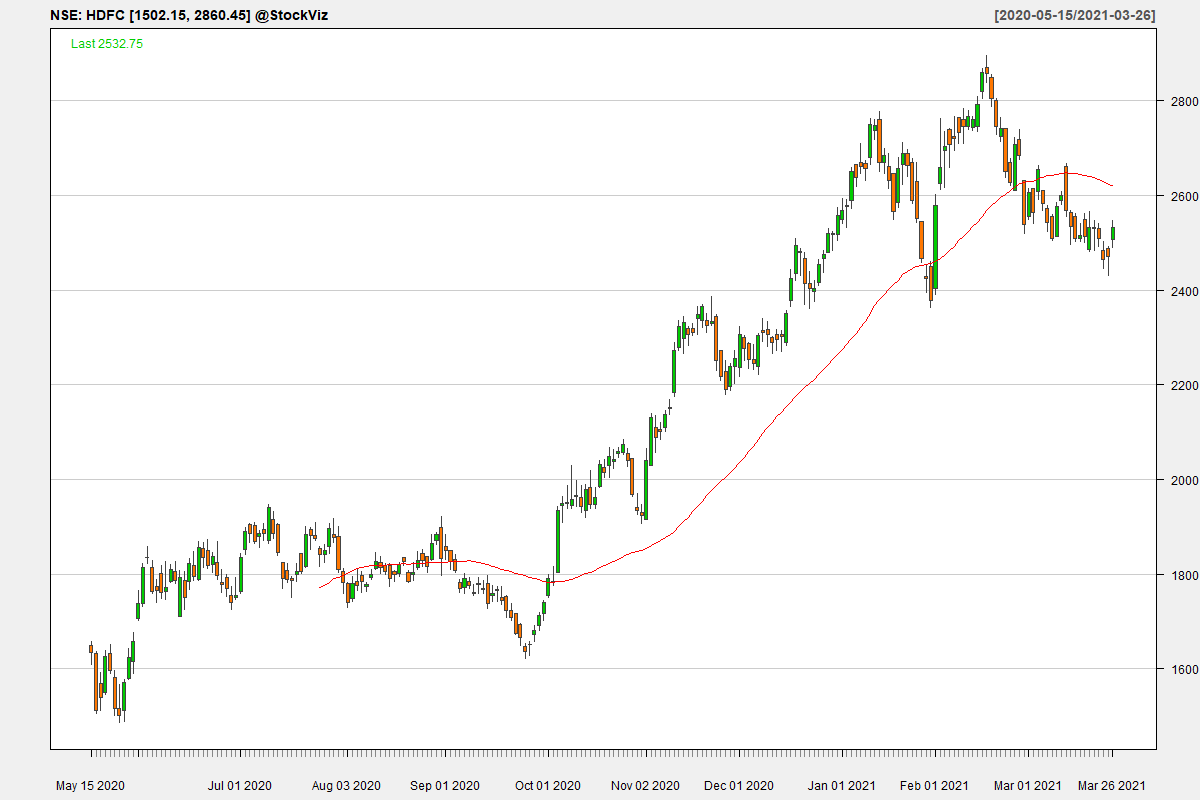 NSE: HDFC [1502.15, 2860.45] @StockViz [2020-05-15/2021-03-26]
Last 2532.75
2800
2600
2400
2200
2000
1800
1600
May 15 2020 Jul 01 2020 Aug 03 2020 Sep 01 2020 Oct 01 2020 Nov 02 2020 Dec 01 2020 Jan 01 2021 Feb 01 2021 Mar 01 2021 Mar 26 2021